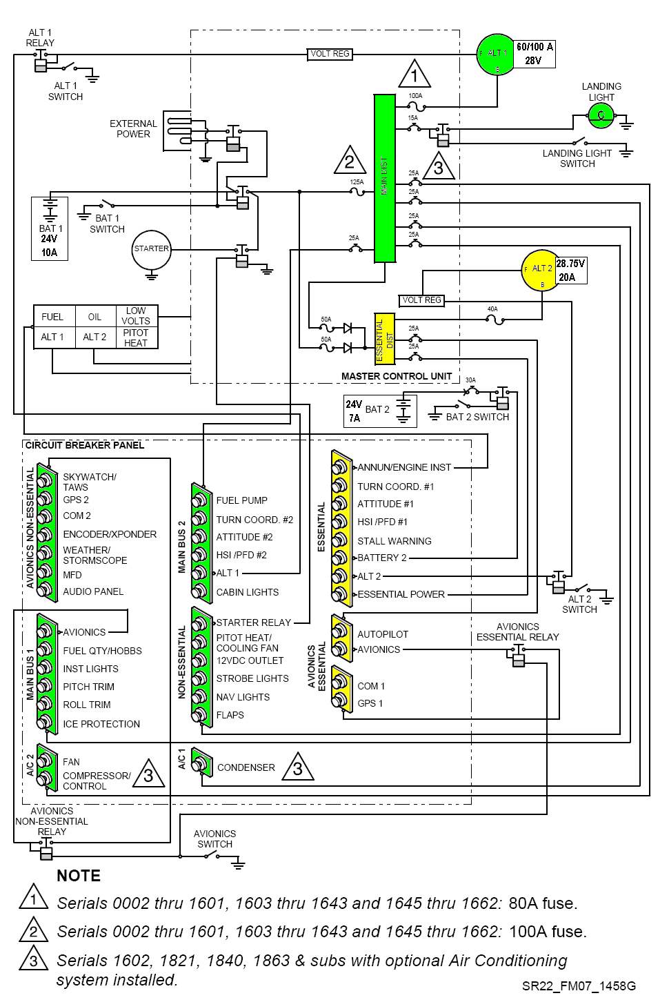 ALT 1
RELAY
ALT 1
SWITCH
VOLT REG
F
ALT 1
B
60/100 A
28V
1
100A
15A
LANDING
LIGHT
LANDING LIGHT
SWITCH
EXTERNAL
POWER
2
3
MAIN DIST
125A
25A
25A
25A
25A
25A
BAT 1
24V
10A
BAT 1
SWITCH
STARTER
F
ALT 2
B
28.75V
20A
VOLT REG
40A
FUEL
OIL
LOW
VOLTS
ALT 1
ALT 2
PITOT
HEAT
50A
50A
ESSENTIAL
DIST
25A
25A
MASTER CONTROL UNIT
24V
7A
BAT 2
30A
BAT 2 SWITCH
CIRCUIT BREAKER PANEL
AVIONICS NON-ESSENTIAL
SKYWATCH/
TAWS
GPS 2
COM 2
ENCODER/XPONDER
WEATHER/
STORMSCOPE
MFD
AUDIO PANEL
MAIN BUS 2
FUEL PUMP
TURN COORD. #2
ATTITUDE #2
HSI /PFD #2
ALT 1
CABIN LIGHTS
ESSENTIAL
ANNUN/ENGINE INST
TURN COORD. #1
ATTITUDE #1
HSI /PFD #1
STALL WARNING
BATTERY 2
ALT 2
ESSENTIAL POWER
ALT 2
SWITCH
MAIN BUS 1
AVIONICS
FUEL QTY/HOBBS
INST LIGHTS
PITCH TRIM
ROLL TRIM
ICE PROTECTION
NON-ESSENTIAL
STARTER RELAY
PITOT HEAT/
COOLING FAN
12VDC OUTLET
STROBE LIGHTS
NAV LIGHTS
FLAPS
AVIONICS
ESSENTIAL
AUTOPILOT
AVIONICS
COM 1
GPS 1
AVIONICS
ESSENTIAL RELAY
A/C 2
FAN
COMPRESSOR/
CONTROL
3
A/C 1
CONDENSER
3
AVIONICS
NON-ESSENTIAL
RELAY
AVIONICS
SWITCH
NOTE
1 Serials 0002 thru 1601, 1603 thru 1643 and 1645 thru 1662: 80A fuse.
2 Serials 0002 thru 1601, 1603 thru 1643 and 1645 thru 1662: 100A fuse.
3 Serials 1602, 1821, 1840, 1863 & subs with optional Air Conditioning
system installed.
SR22_FM07_1458G